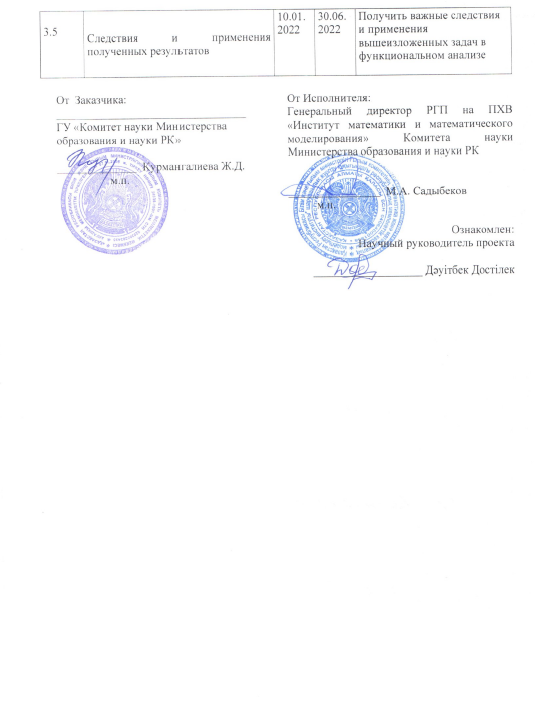 3.5
Следствия и применения
полученных результатов
10.01.
2022
30.06.
2022
Получить важные следствия
и применения
вышеизложенных задач в
функциональном анализе
От Заказчика:
ГУ «Комитет науки Министерства
образования и науки РК»
Курмангалиева Ж.Д.
м.п.
От Исполнителя:
Генеральный директор РГП на ПХВ
«Институт математики и математического
моделирования» Комитета науки
Министерства образования и науки РК
М.А. Садыбеков
м.п.
Ознакомлен:
Научный руководитель проекта
Дәуітбек Достілек